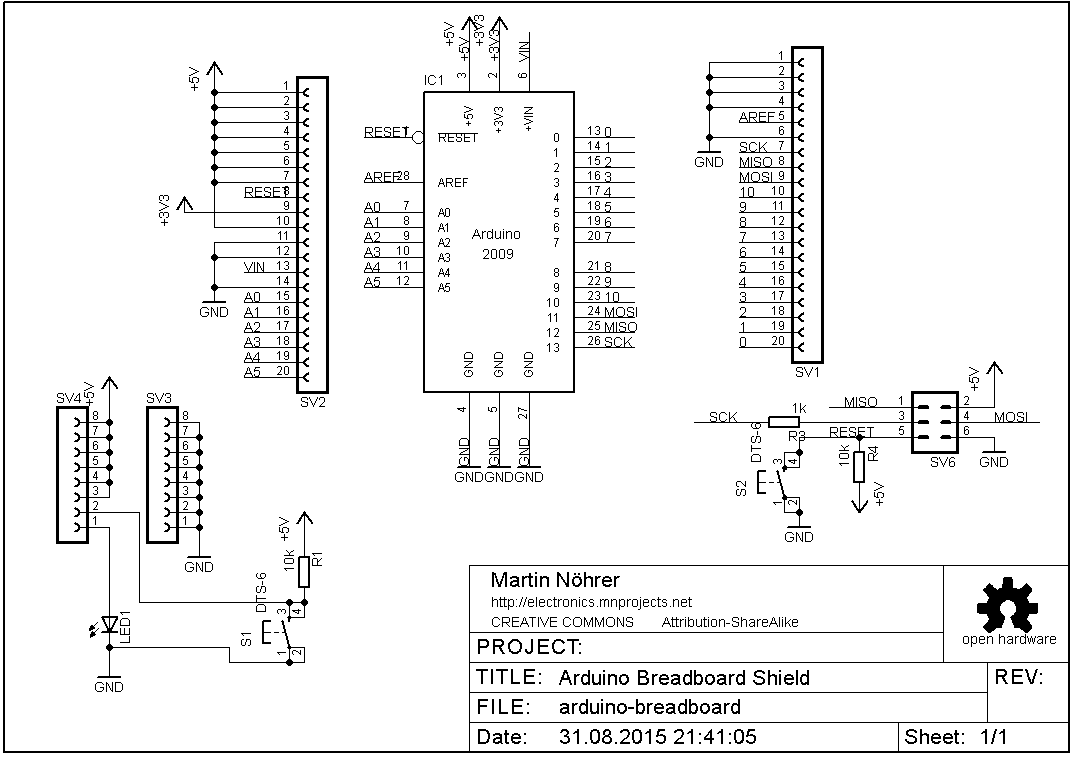 +5V
+5V
+3V3
+3V3
VIN
3
2
6
IC1
+5V
+3V3
+VIN
RESET 1
RESET
AREF 28
AREF
A0 7 A0
A1 8 A1
A2 9 A2
A3 10 A3
A4 11 A4
A5 12 A5
Arduino
2009
0 13 0
1 14 1
2 15 2
3 16 3
4 17 4
5 18 5
6 19 6
7 20 7
8 21 8
9 22 9
10 23 10
11 24 MOSI
12 25 MISO
13 26 SCK
GND
GND
GND
4
5
27
GND
GND
GND
GND GND GND
+5V
1
2
3
4
5
6
7
RESET 8
+3V3
9
10
11
12
VIN 13
14
GND
A0 15
A1 16
A2 17
A3 18
A4 19
A5 20
SV2
1
2
3
4
AREF 5
6
GND
SCK 7
MISO 8
MOSI 9
10 10
9 11
8 12
7 13
6 14
5 15
4 16
3 17
2 18
1 19
0 20
SV1
SV4
+5V
8
7
6
5
4
3
2
1
SV3
8
7
6
5
4
3
2
1
GND
LED1
GND
+5V
10k
R1
DTS-6
S1
3
4
1
2
SCK
1k
R3
MISO
RESET
1
3
5
2
4
6
+5V
MOSI
SV6
GND
DTS-6
S2
3
4
1
2
10k
R4
+5V
GND
Martin Nöhrer
http://electronics.mnprojects.net
CREATIVE COMMONS Attribution-ShareAlike
open hardware
PROJECT:
TITLE: Arduino Breadboard Shield
REV:
FILE: arduino-breadboard
Date: 31.08.2015 21:41:05
Sheet: 1/1